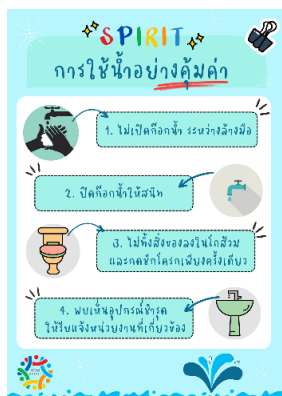 SPIRIT
การใช้น้ำอย่างคุ้มค่า
1. ไม่เปิดก๊อกน้ำ ระหว่างล้างมือ
2. ปิดก๊อกน้ำให้สนิท
3. ไม่ทิ้งสิ่งของลงในโถส้วม
และกดชักโครกเพียงครั้งเดียว
4. พบเห็นอุปกรณ์ชำรุด
ให้รีบแจ้งหน่วยงานที่เกี่ยวข้อง